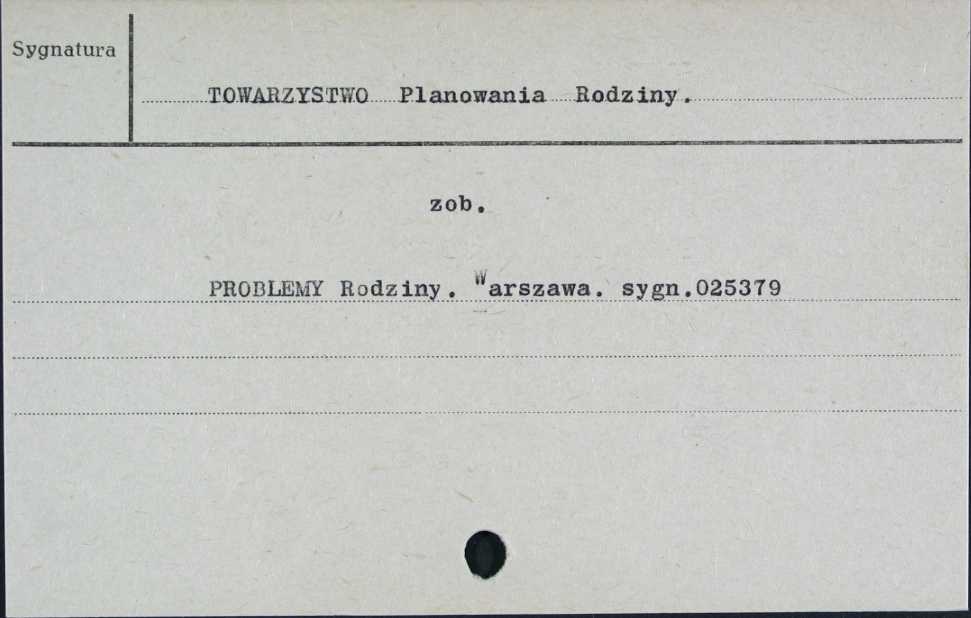 Sygnatura
TOWARZYSTWO Planowania Rodziny.
zob.
PROBLEMY Rodziny. Warszawa. sygn.025379